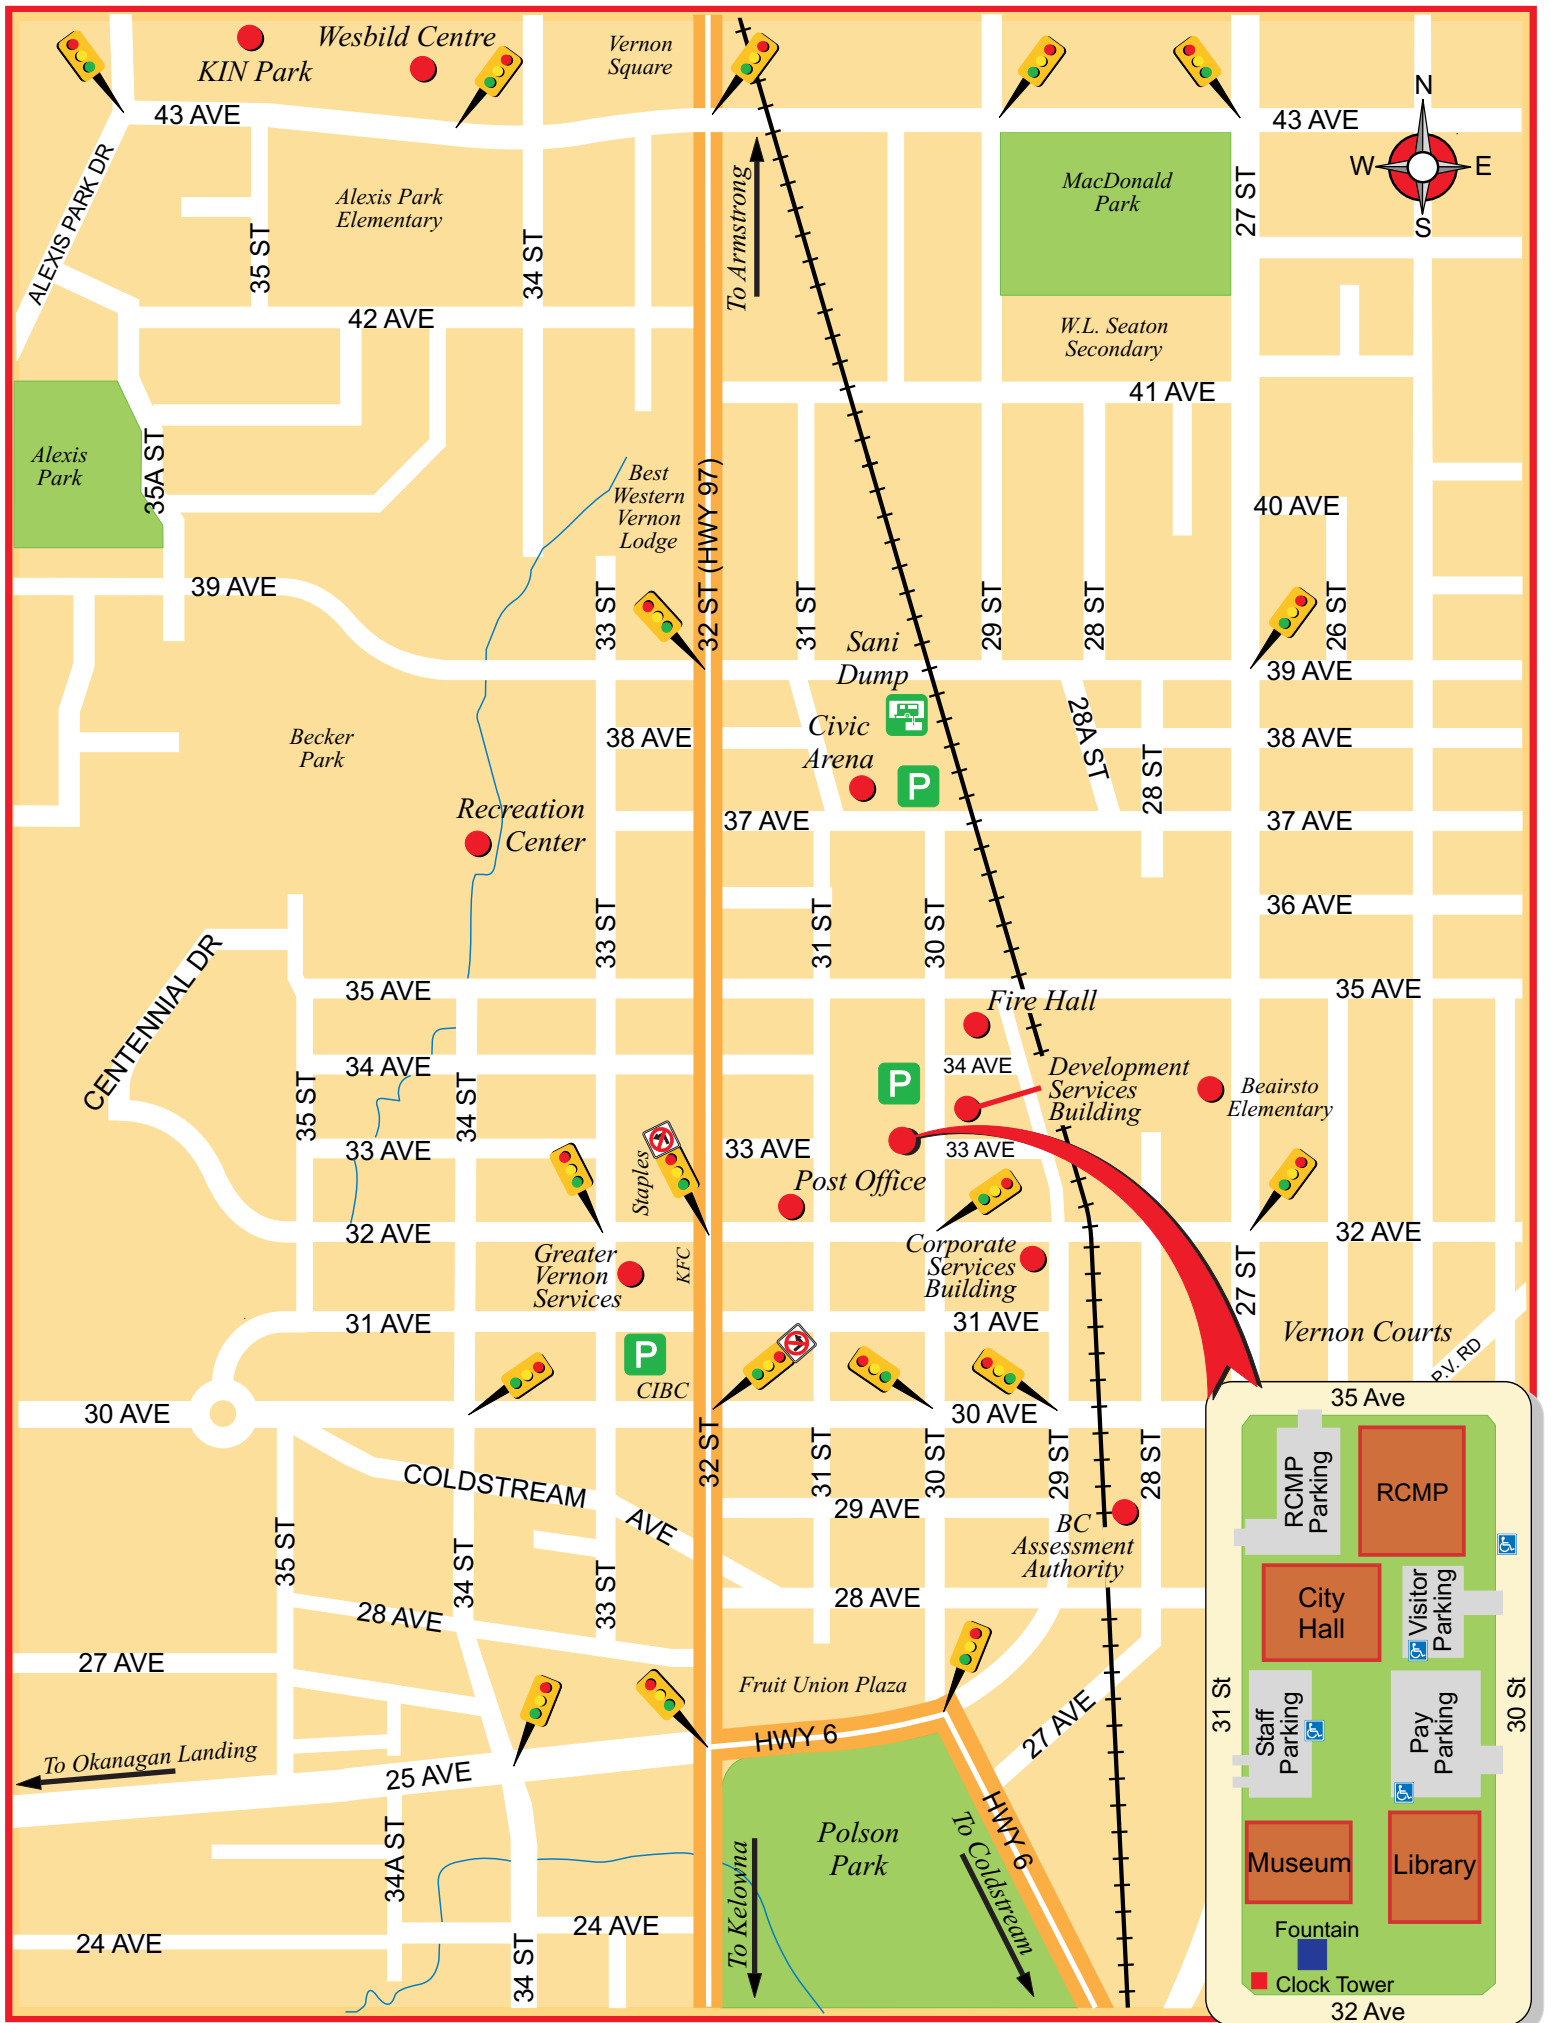 Wesbild Centre
KIN Park
Vernon
Square
43 AVE
43 AVE
N
W
E
S
ALEXIS PARK DR
35 ST
Alexis Park
Elementary
34 ST
To Armstrong
MacDonald
Park
27 ST
42 AVE
W.L. Seaton
Secondary
41 AVE
Alexis
Park
35A ST
Best
Western
Vernon
Lodge
32 ST (HWY 97)
40 AVE
39 AVE
33 ST
31 ST
29 ST
28 ST
26 ST
Sani
Dump
39 AVE
Becker
Park
38 AVE
Civic
Arena
P
28A ST
28 ST
38 AVE
Recreation
Center
37 AVE
37 AVE
33 ST
31 ST
30 ST
36 AVE
CENTENNIAL DR
35 AVE
35 AVE
Fire Hall
34 AVE
34 AVE
35 ST
34 ST
P
Development
Services
Building
Beairsto
Elementary
33 AVE
Staples
33 AVE
33 AVE
Post Office
32 AVE
32 AVE
Greater
Vernon
Services
KFC
Corporate
Services
Building
27 ST
31 AVE
31 AVE
Vernon Courts
P.V. RD
P
CIBC
30 AVE
30 AVE
32 ST
31 ST
30 ST
29 ST
28 ST
COLDSTREAM
AVE
29 AVE
BC
Assessment
Authority
35 ST
34 ST
33 ST
28 AVE
28 AVE
27 AVE
Fruit Union Plaza
27 AVE
HWY 6
To Okanagan Landing
25 AVE
HWY 6
Polson
Park
To Coldstream
To Kelowna
34A ST
24 AVE
24 AVE
34 ST
35 Ave
RCMP
Parking
RCMP
City
Hall
Visitor
Parking
31 St
30 St
Staff
Parking
Pay
Parking
Museum
Library
Fountain
Clock Tower
32 Ave